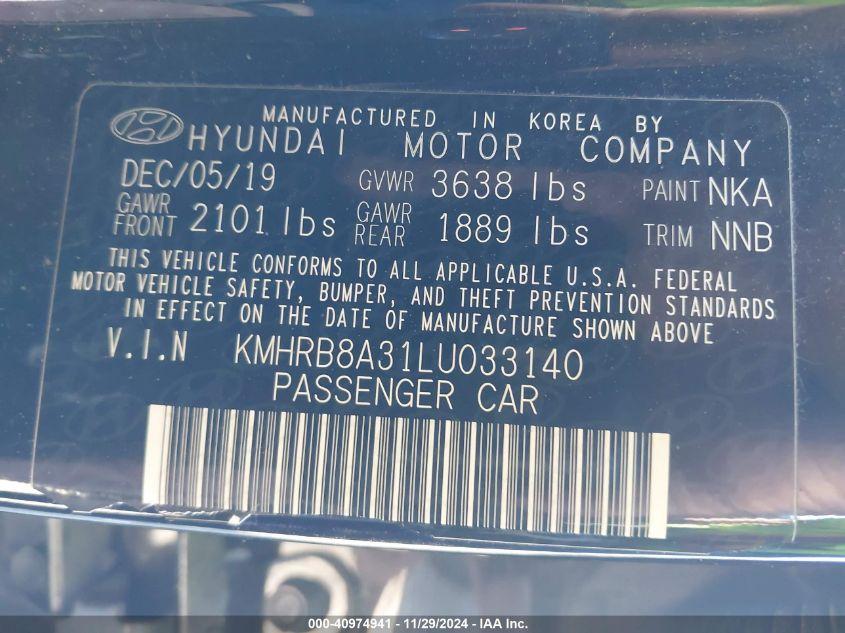 MANUFACTURED IN KOREA BY
HYUNDAI MOTOR COMPANY
DEC/05/19 GVWR 3638 lbs PAINT NKA
GAWR FRONT 2101 lbs GAWR REAR 1889 lbs TRIM NNB
THIS VEHICLE CONFORMS TO ALL APPLICABLE U.S.A. FEDERAL
MOTOR VEHICLE SAFETY, BUMPER, AND THEFT PREVENTION STANDARDS
IN EFFECT ON THE DATE OF MANUFACTURE SHOWN ABOVE
V.I.N KMHRB8A31LU033140
PASSENGER CAR
000-40974941 - 11/29/2024 - IAA Inc.